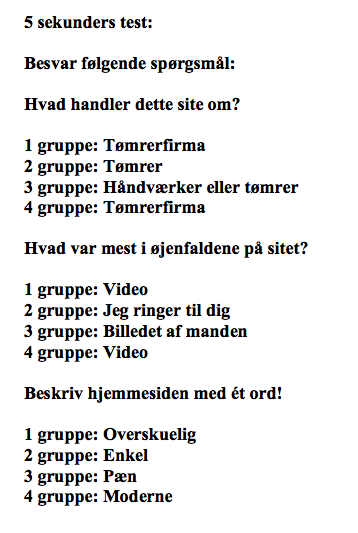 5 sekunders test:
Besvar følgende spørgsmål:
Hvad handler dette site om?
1 gruppe: Tømrerfirma
2 gruppe: Tømrer
3 gruppe: Håndværker eller tømrer
4 gruppe: Tømrerfirma
Hvad var mest i øjenfaldene på sitet?
1 gruppe: Video
2 gruppe: Jeg ringer til dig
3 gruppe: Billedet af manden
4 gruppe: Video
Beskriv hjemmesiden med ét ord!
1 gruppe: Overskuelig
2 gruppe: Enkel
3 gruppe: Pæn
4 gruppe: Moderne